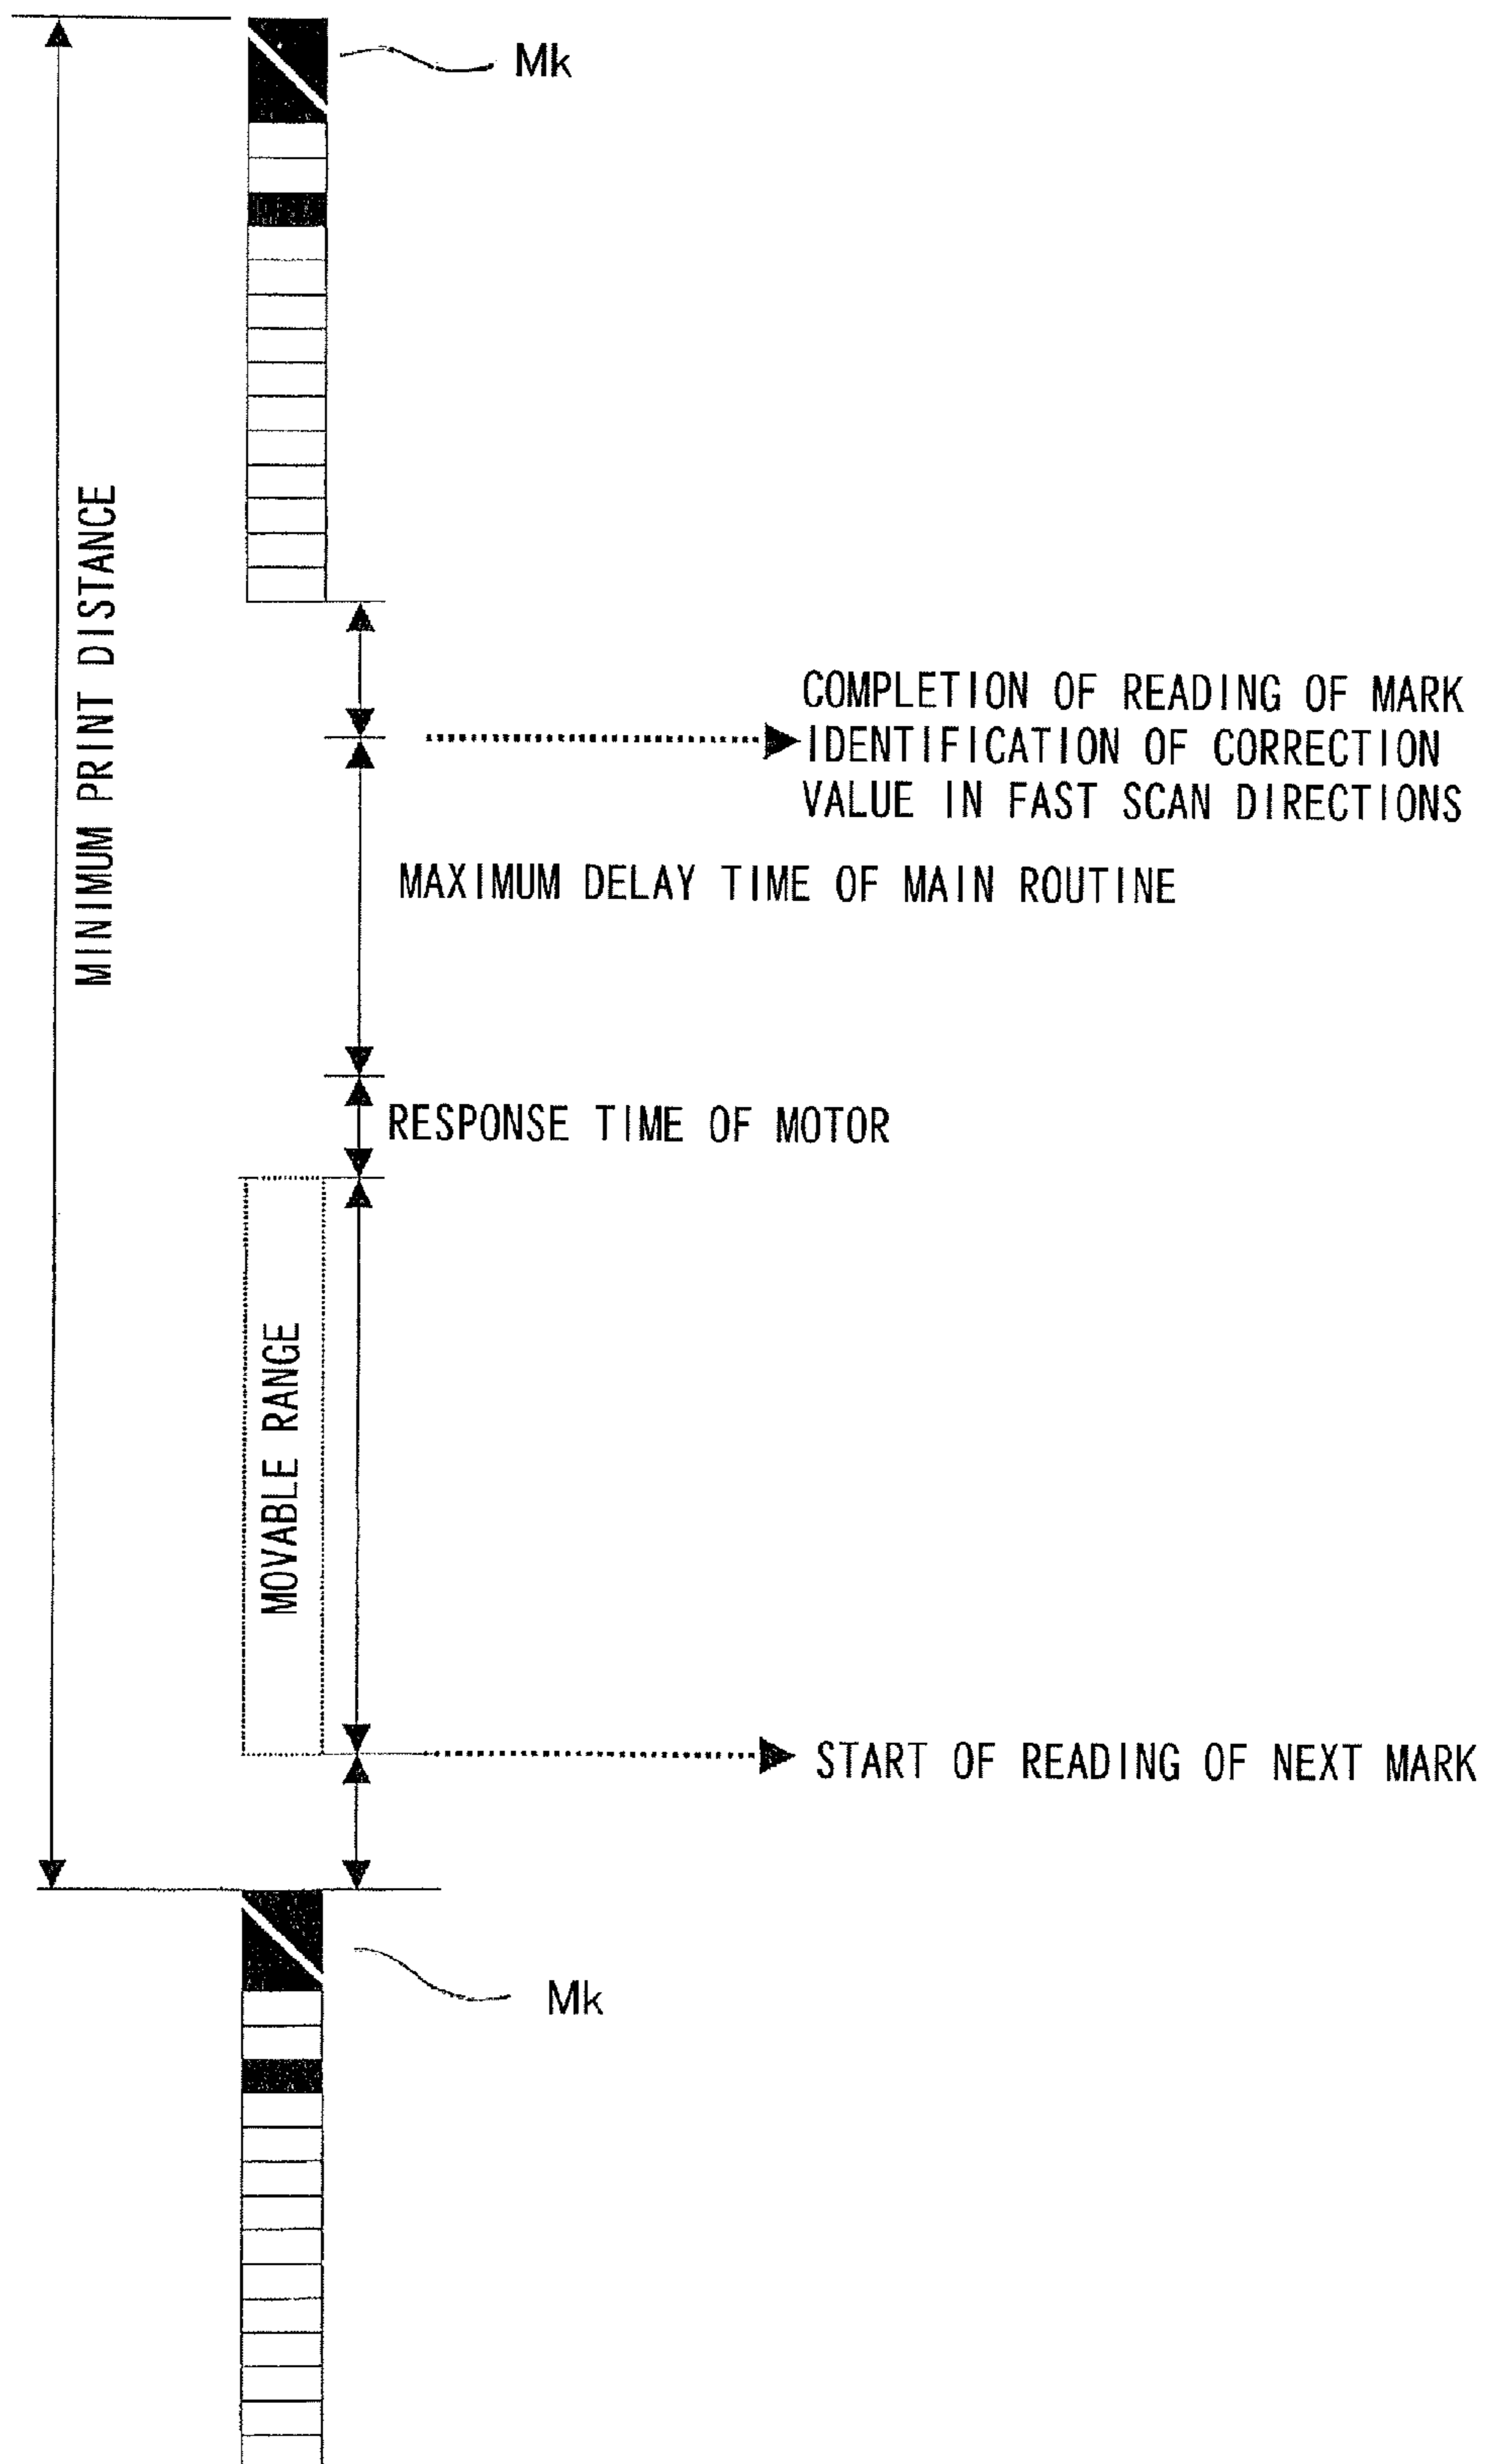 Mk
MINIMUM PRINT DISTANCE
COMPLETION OF READING OF MARK
IDENTIFICATION OF CORRECTION
VALUE IN FAST SCAN DIRECTIONS
MAXIMUM DELAY TIME OF MAIN ROUTINE
RESPONSE TIME OF MOTOR
MOVABLE RANGE
START OF READING OF NEXT MARK
Mk